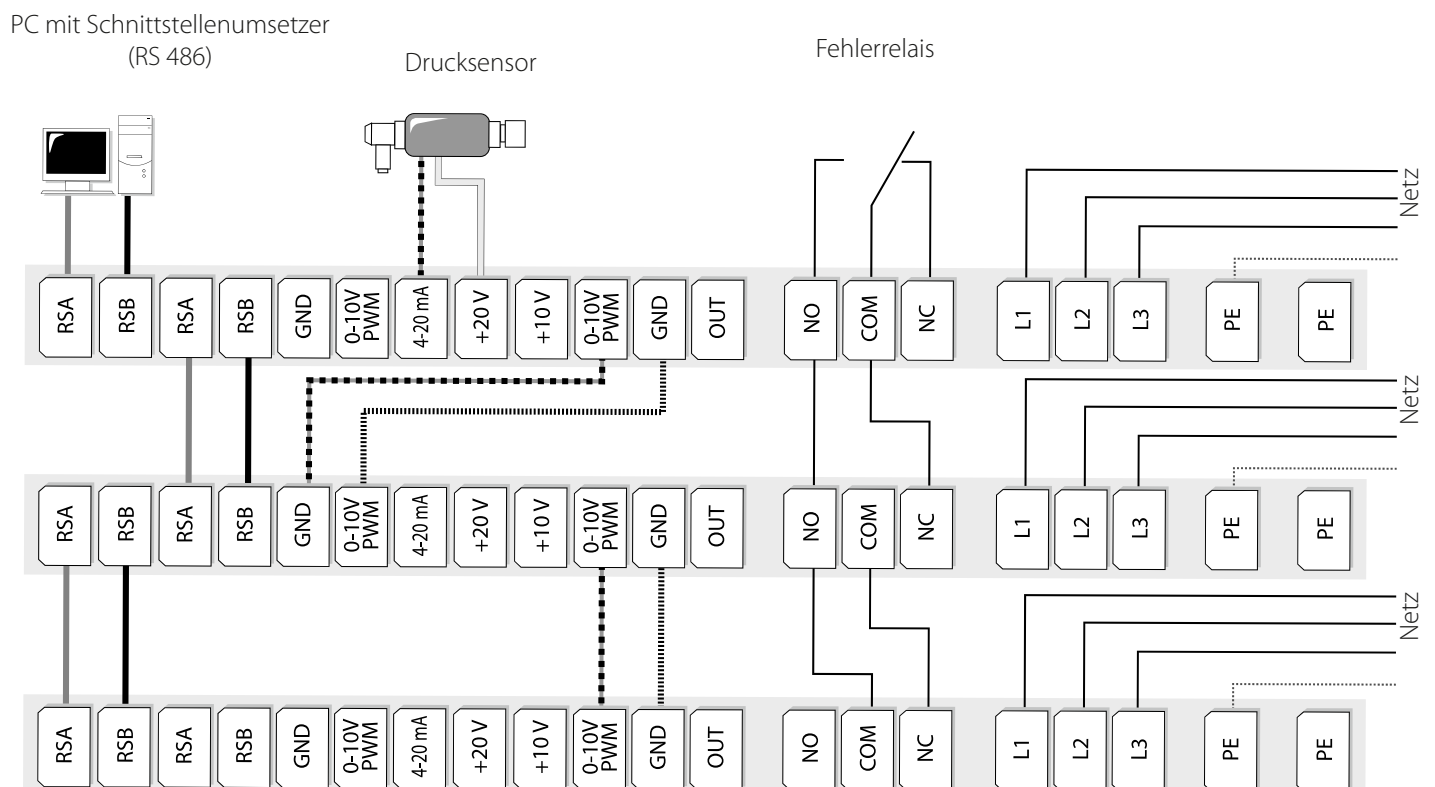 PC mit Schnittstellenumsetzer
(RS 486)
Drucksensor
Fehlerrelais
Netz
RSA
RSB
RSA
RSB
GND
0-10V
PWM
4-20 mA
+20 V
+10 V
0-10V
PWM
GND
OUT
NO
COM
NC
L1
L2
L3
PE
PE
Netz
RSA
RSB
RSA
RSB
GND
0-10V
PWM
4-20 mA
+20 V
+10 V
0-10V
PWM
GND
OUT
NO
COM
NC
L1
L2
L3
PE
PE
Netz
RSA
RSB
RSA
RSB
GND
0-10V
PWM
4-20 mA
+20 V
+10 V
0-10V
PWM
GND
OUT
NO
COM
NC
L1
L2
L3
PE
PE